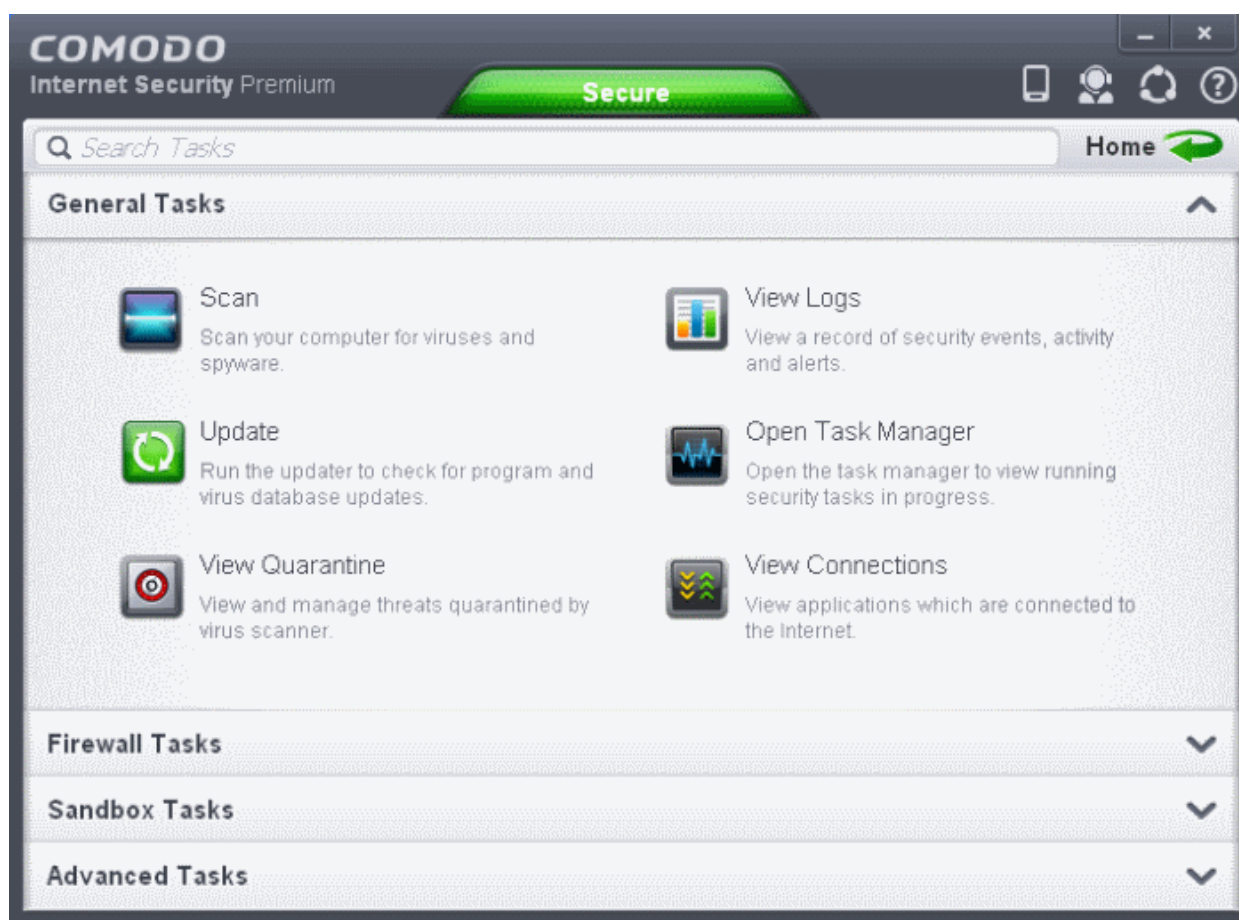 COMODO
Internet Security Premium
Secure
Search Tasks
Home
General Tasks
Scan
Scan your computer for viruses and
spyware.
View Logs
View a record of security events, activity
and alerts.
Update
Run the updater to check for program and
virus database updates.
Open Task Manager
Open the task manager to view running
security tasks in progress.
View Quarantine
View and manage threats quarantined by
virus scanner.
View Connections
View applications which are connected to
the Internet.
Firewall Tasks
Sandbox Tasks
Advanced Tasks